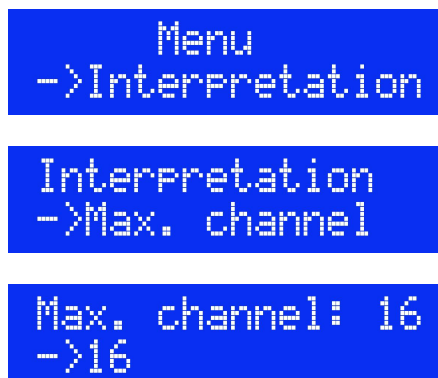 Menu
->Interpretation
Interpretation
->Max. channel
Max. channel: 16
->16